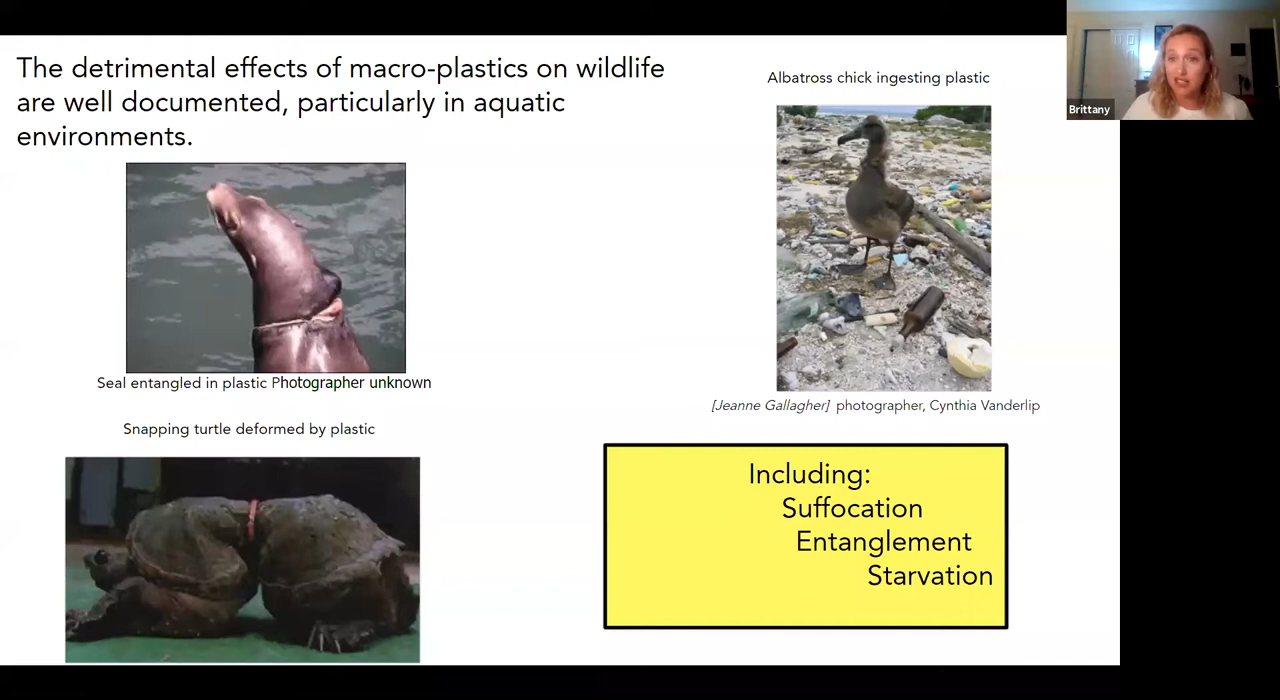 The detrimental effects of macro-plastics on wildlife
are well documented, particularly in aquatic
environments.
Albatross chick ingesting plastic
Brittany
Seal entangled in plastic Photographer unknown
[Jeanne Gallagher] photographer, Cynthia Vanderlip
Snapping turtle deformed by plastic
Including:
Suffocation
Entanglement
Starvation